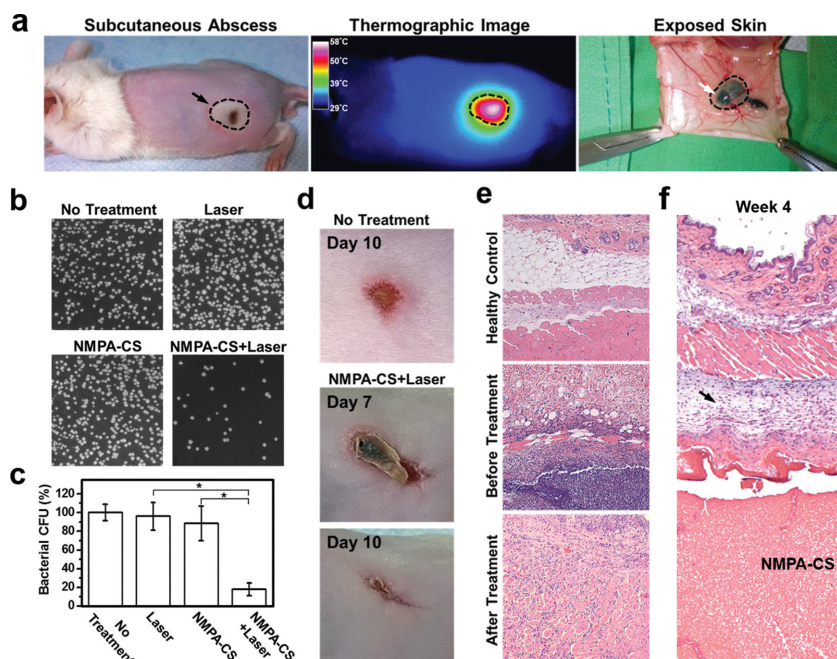 a
Subcutaneous Abscess
Thermographic Image
Exposed Skin
58°C
50°C
39°C
29°C
b
No Treatment
Laser
NMPA-CS
NMPA-CS+Laser
c
Bacterial CFU (%)
120
100
80
60
40
20
0
*
*
No
Treatment
Laser
NMPA-CS
NMPA-CS
+Laser
d
No Treatment
Day 10
NMPA-CS+Laser
Day 7
Day 10
e
Healthy Control
Before Treatment
After Treatment
f
Week 4
NMPA-CS